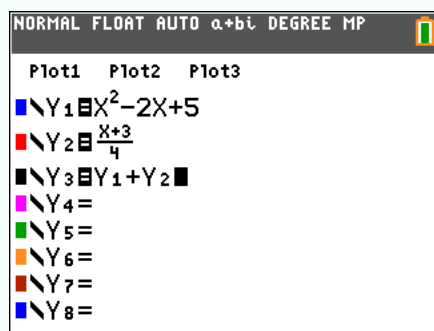 NORMAL FLOAT AUTO a+bi DEGREE MP
Plot1 Plot2 Plot3
\Y₁=X²-2X+5
\Y₂=(X+3)/4
\Y₃=Y₁+Y₂
\Y₄=
\Y₅=
\Y₆=
\Y₇=
\Y₈=